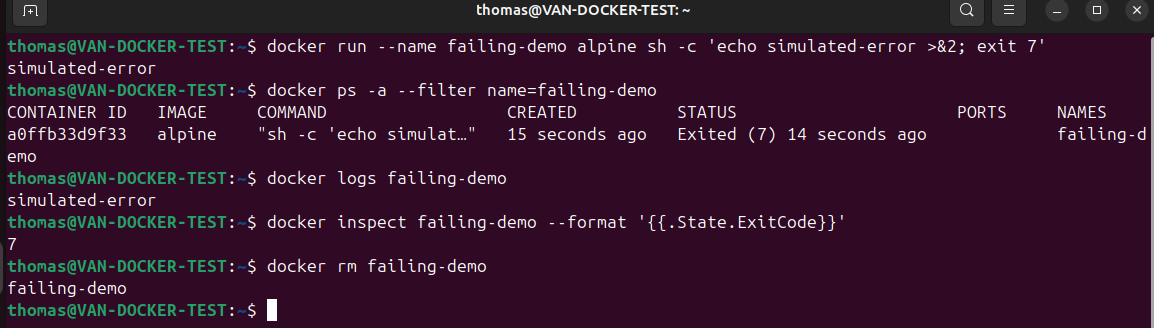 thomas@VAN-DOCKER-TEST: ~
thomas@VAN-DOCKER-TEST:~$ docker run --name failing-demo alpine sh -c 'echo simulated-error >&2; exit 7'
simulated-error
thomas@VAN-DOCKER-TEST:~$ docker ps -a --filter name=failing-demo
CONTAINER ID   IMAGE     COMMAND                  CREATED          STATUS                      PORTS     NAMES
a0ffb33d9f33   alpine    "sh -c 'echo simulat…"   15 seconds ago   Exited (7) 14 seconds ago             failing-d
emo
thomas@VAN-DOCKER-TEST:~$ docker logs failing-demo
simulated-error
thomas@VAN-DOCKER-TEST:~$ docker inspect failing-demo --format '{{.State.ExitCode}}'
7
thomas@VAN-DOCKER-TEST:~$ docker rm failing-demo
failing-demo
thomas@VAN-DOCKER-TEST:~$